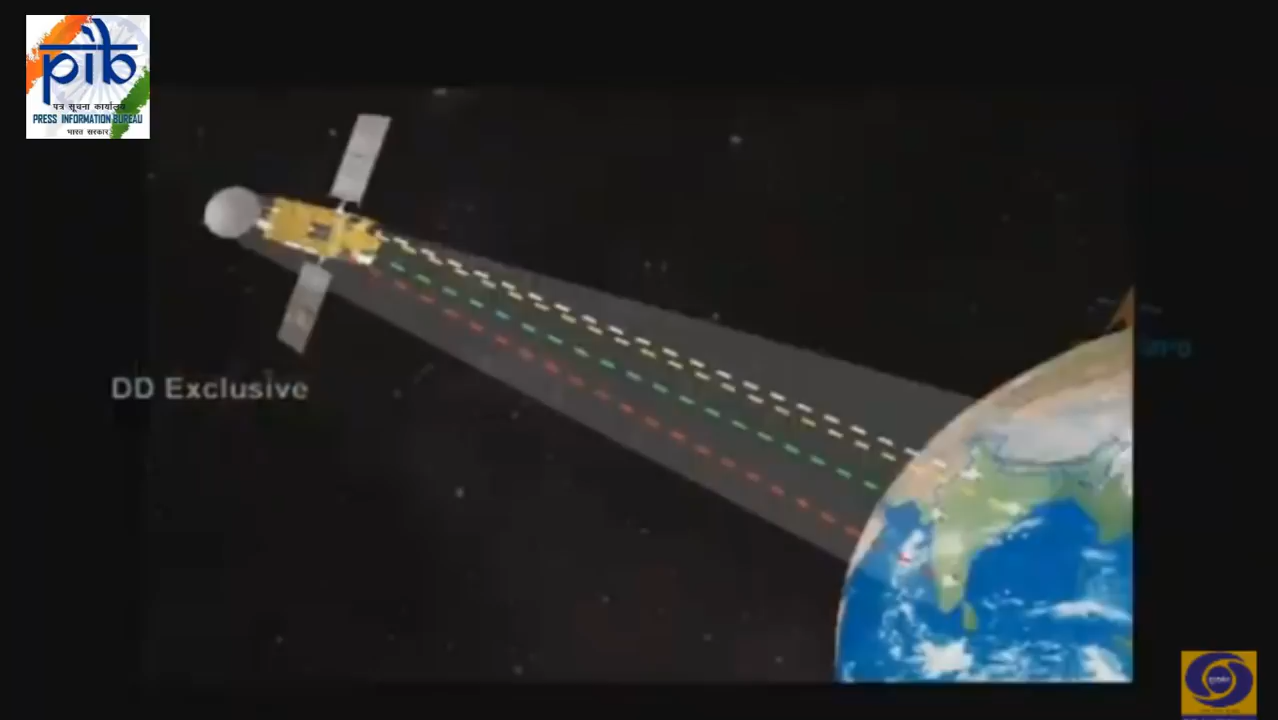 pib
पत्र सूचना कार्यालय
PRESS INFORMATION BUREAU
भारत सरकार
DD Exclusive